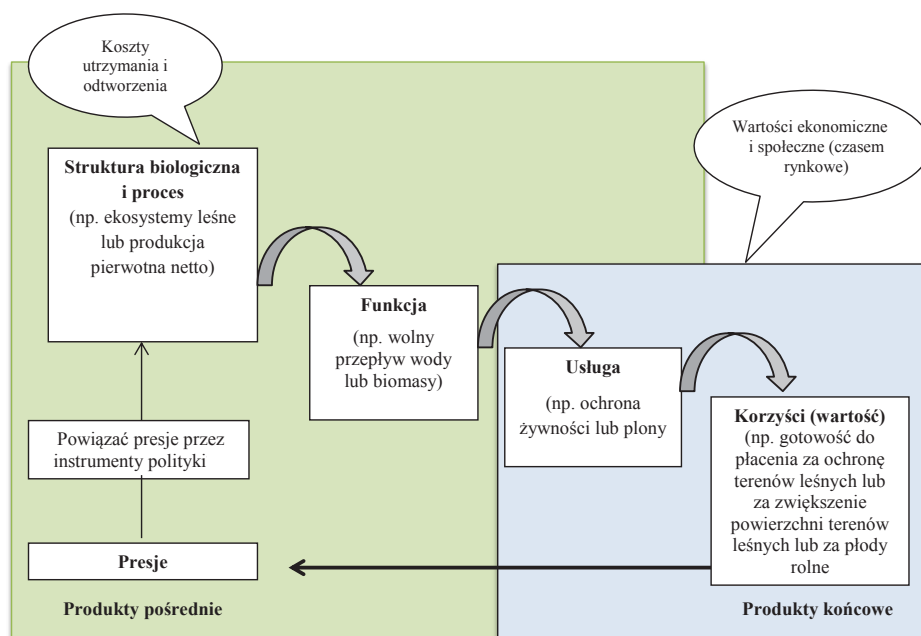 Koszty
utrzymania i
odtworzenia
Wartości ekonomiczne
i społeczne (czasem
rynkowe)
Struktura biologiczna
i proces
(np. ekosystemy leśne
lub produkcja
pierwotna netto)
Funkcja
(np. wolny
przepływ wody
lub biomasy)
Usługa
(np. ochrona
żywności lub plony
Korzyści (wartość)
(np. gotowość do
płacenia za ochronę
terenów leśnych lub
za zwiększenie
powierzchni terenów
leśnych lub za płody
rolne
Powiązać presje przez
instrumenty polityki
Presje
Produkty pośrednie
Produkty końcowe